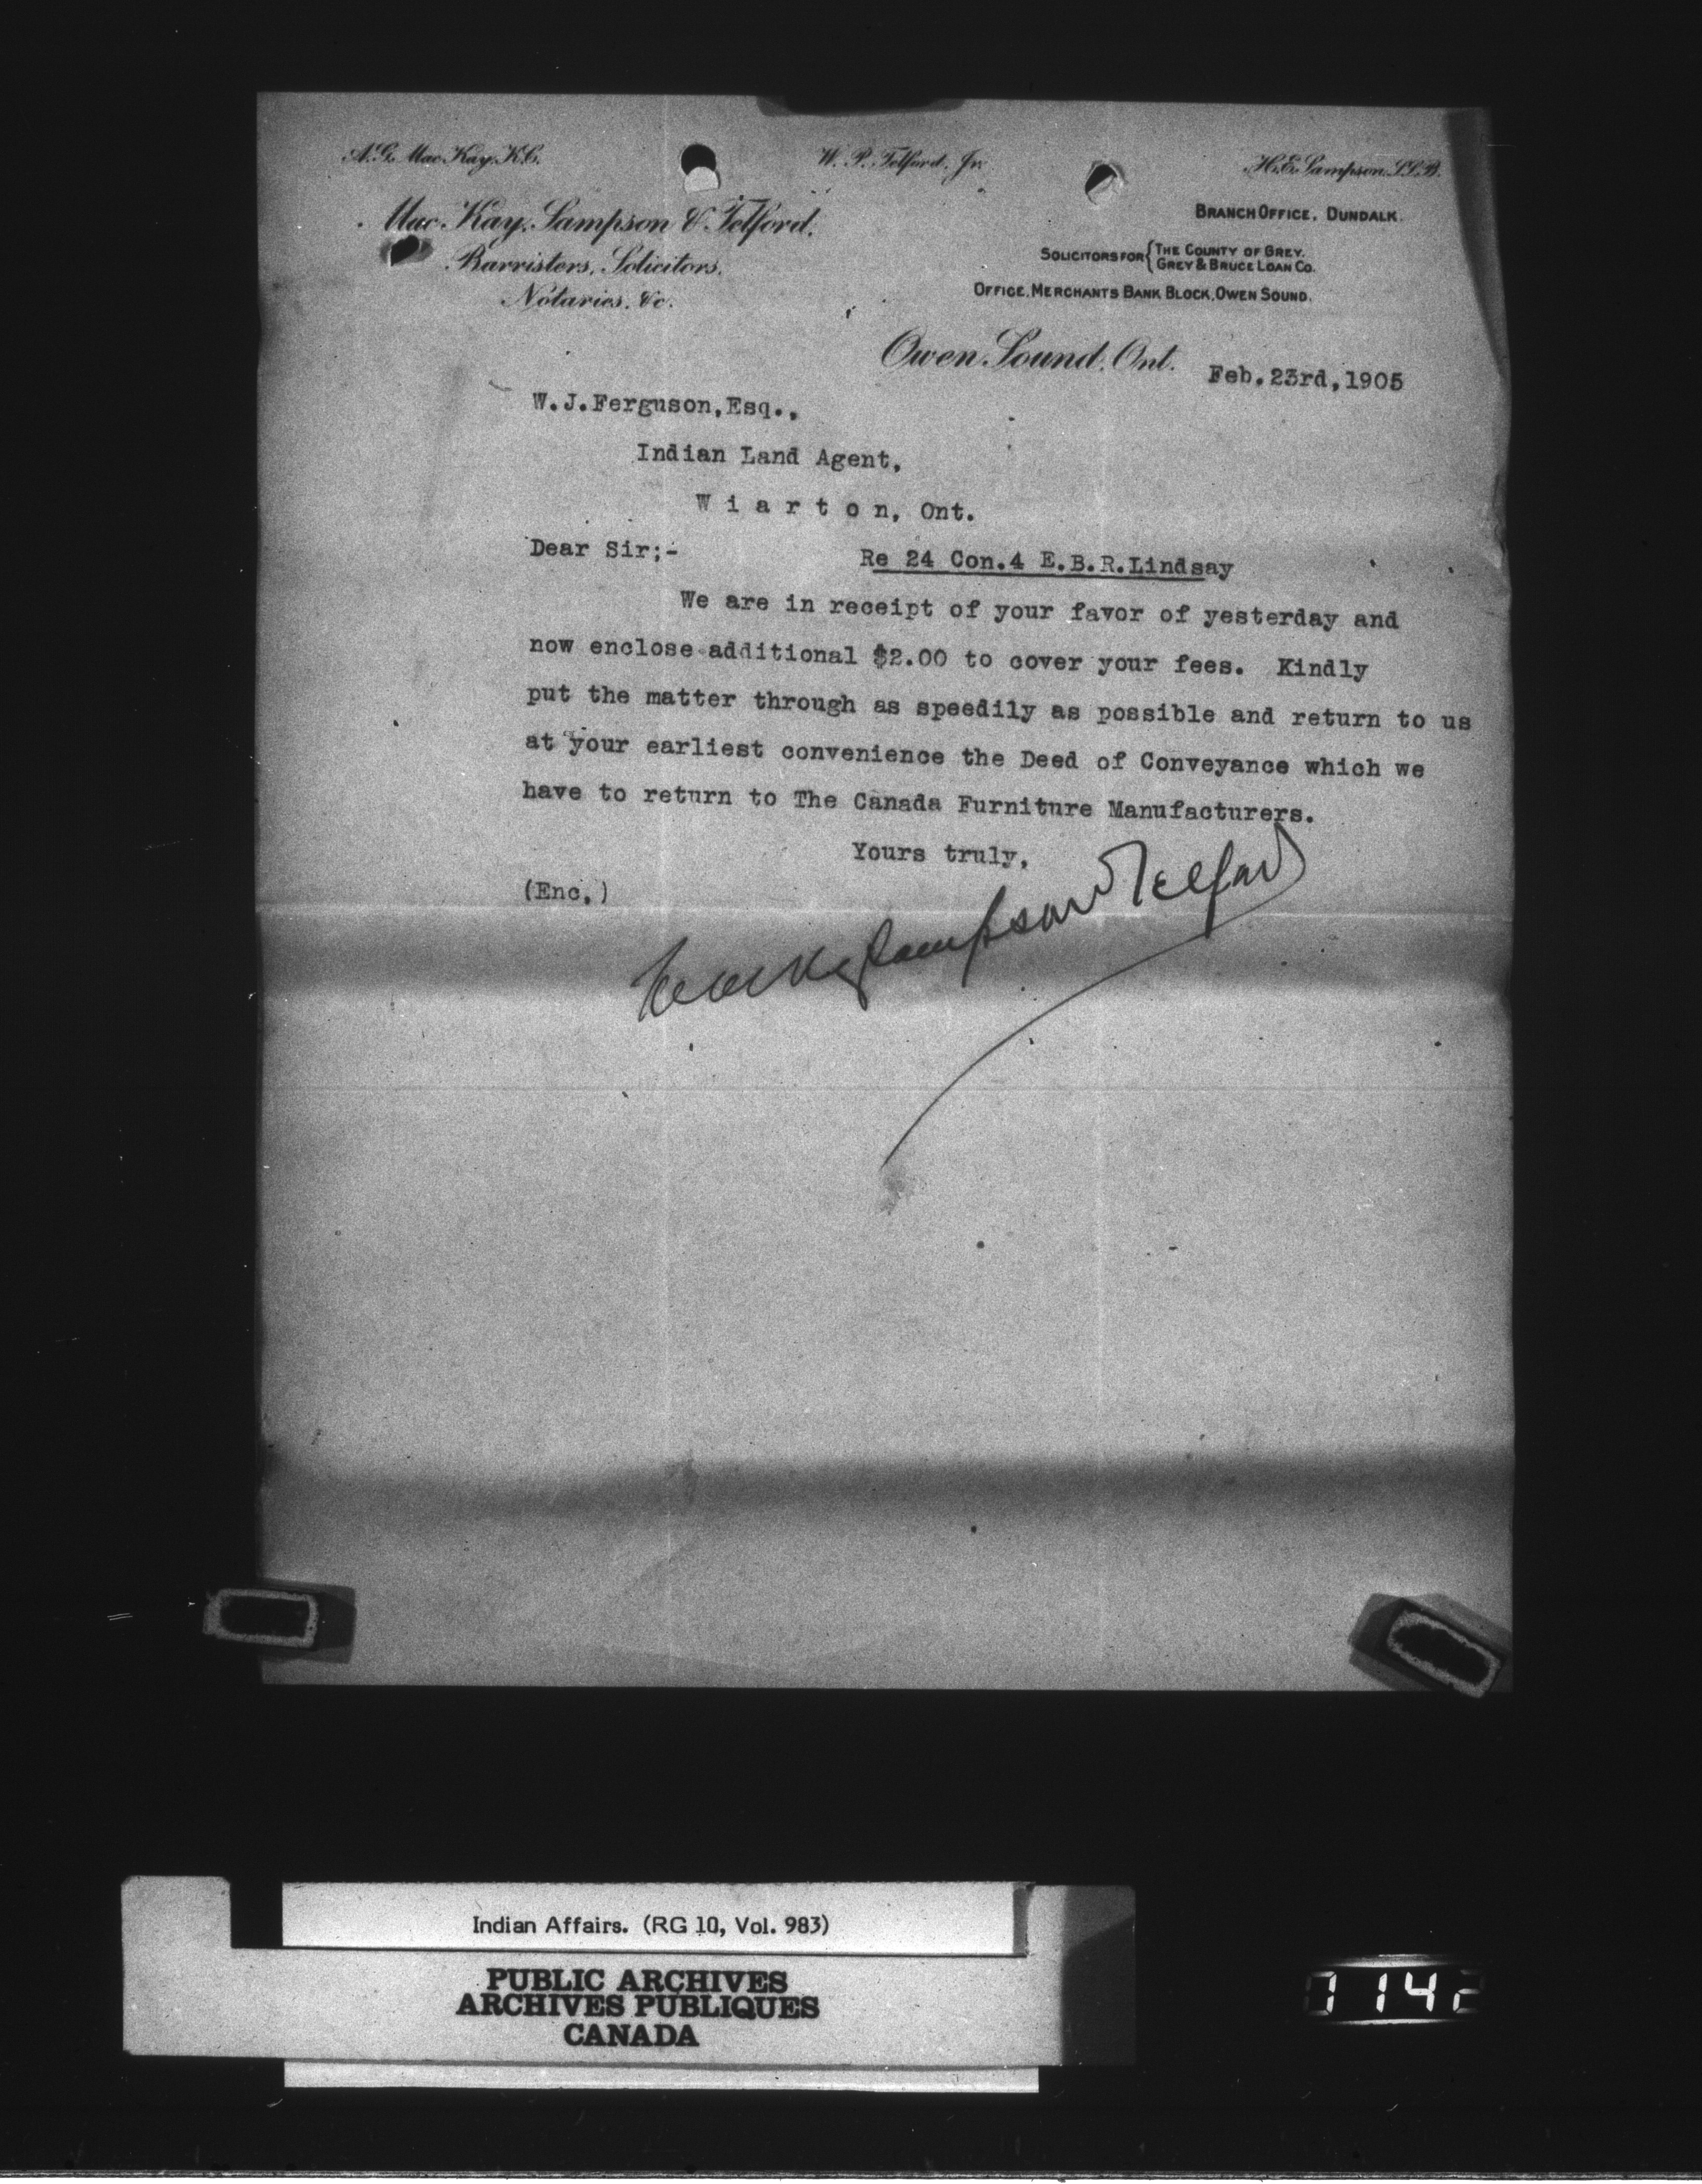 A.G. MacKay, K.C. W. P. Telford, Jr. H.E. Sampson, LL.B.
MacKay, Sampson & Telford,
Barristers, Solicitors,
Notaries, &c.
BRANCH OFFICE, DUNDALK.
SOLICITORS FOR { THE COUNTY OF GREY.
GREY & BRUCE LOAN CO.
OFFICE, MERCHANTS BANK BLOCK, OWEN SOUND.
Owen Sound, Ont. Feb. 23rd, 1905
W.J.Ferguson, Esq.,
Indian Land Agent,
W i a r t o n, Ont.
Dear Sir;-
Re 24 Con.4 E.B.R.Lindsay
We are in receipt of your favor of yesterday and
now enclose additional $2.00 to cover your fees. Kindly
put the matter through as speedily as possible and return to us
at your earliest convenience the Deed of Conveyance which we
have to return to The Canada Furniture Manufacturers.
Yours truly,
(Enc.)
MacKay Sampson & Telford
Indian Affairs. (RG 10, Vol. 983)
PUBLIC ARCHIVES
ARCHIVES PUBLIQUES
CANADA
1142